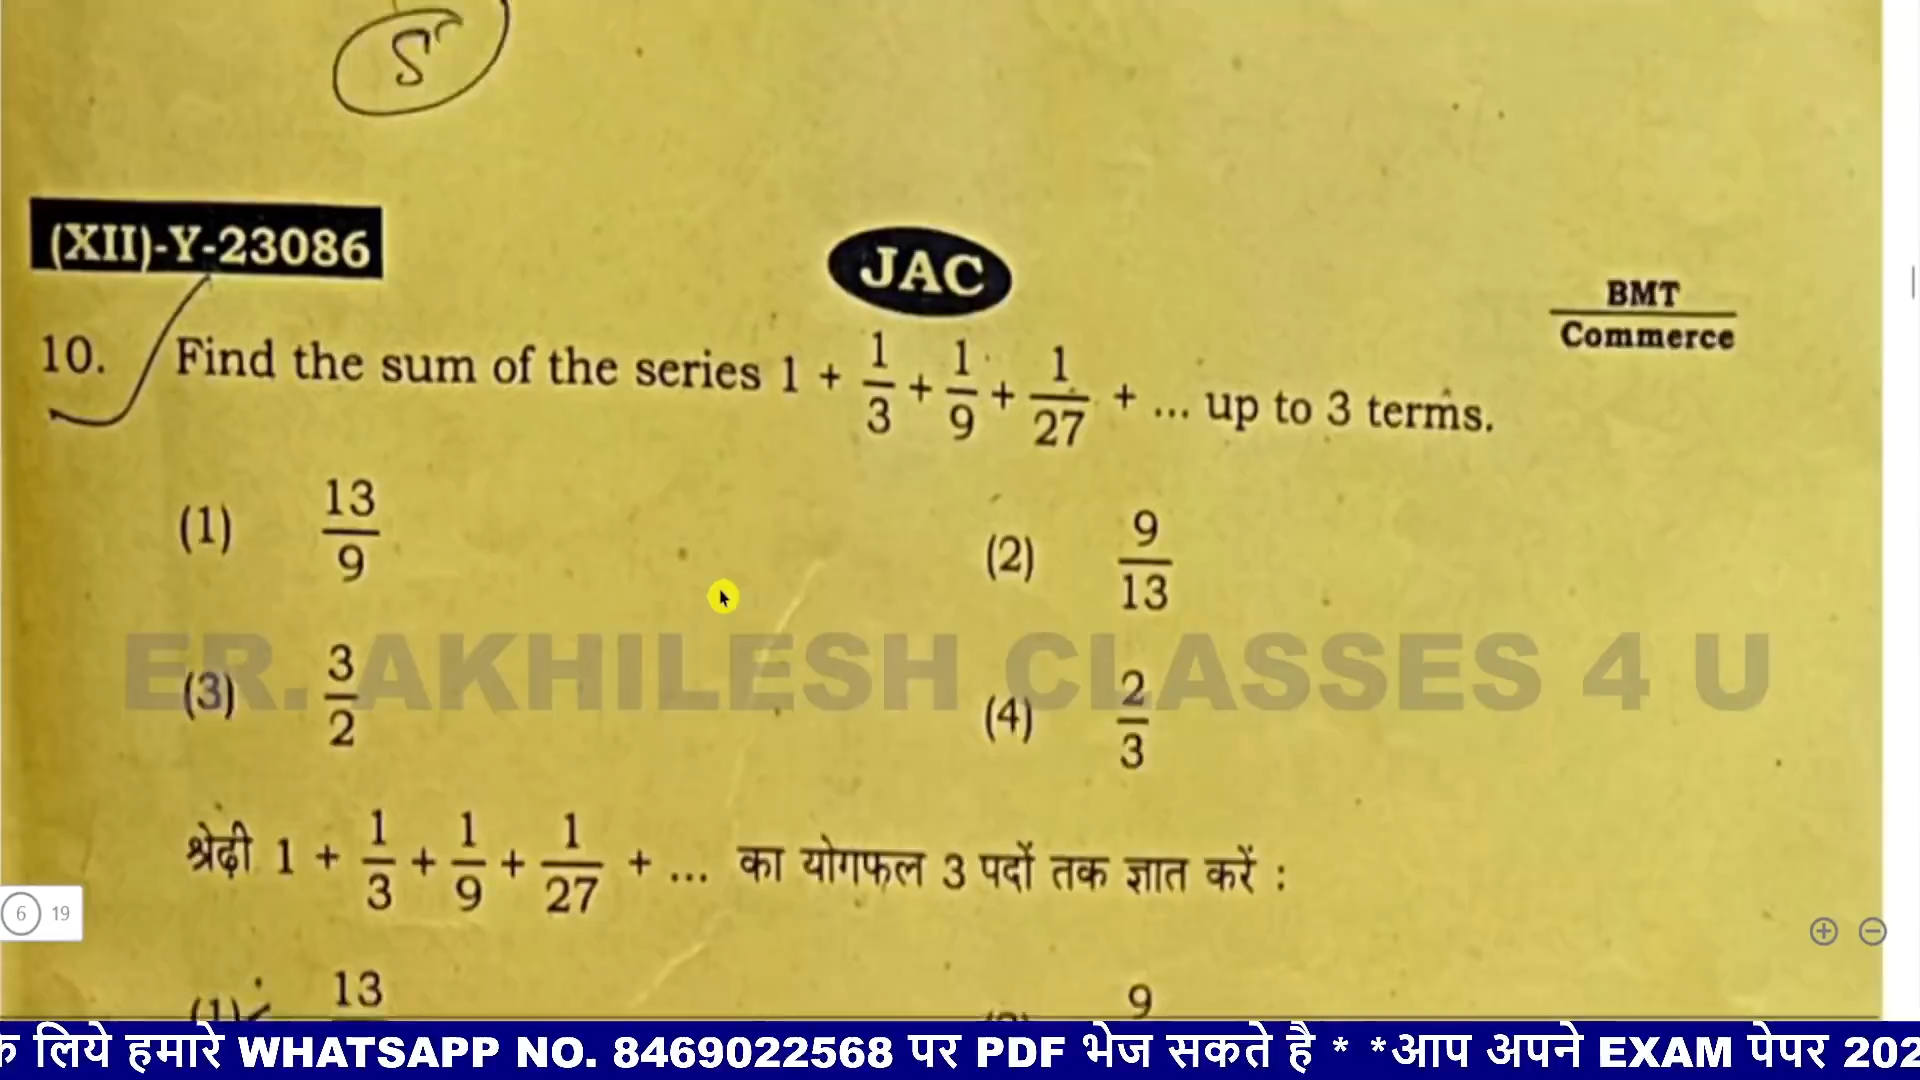 S
(XII)-Y-23086
JAC
BMT
Commerce
10. Find the sum of the series 1 + 1/3 + 1/9 + 1/27 + ... up to 3 terms.
(1) 13/9
(2) 9/13
ER. AKHILESH CLASSES 4 U
(3) 3/2
(4) 2/3
श्रेढ़ी 1 + 1/3 + 1/9 + 1/27 + ... का योगफल 3 पदों तक ज्ञात करें :
6 19
(1) 13
9
लिये हमारे WHATSAPP NO. 8469022568 पर PDF भेज सकते है * *आप अपने EXAM पेपर 202